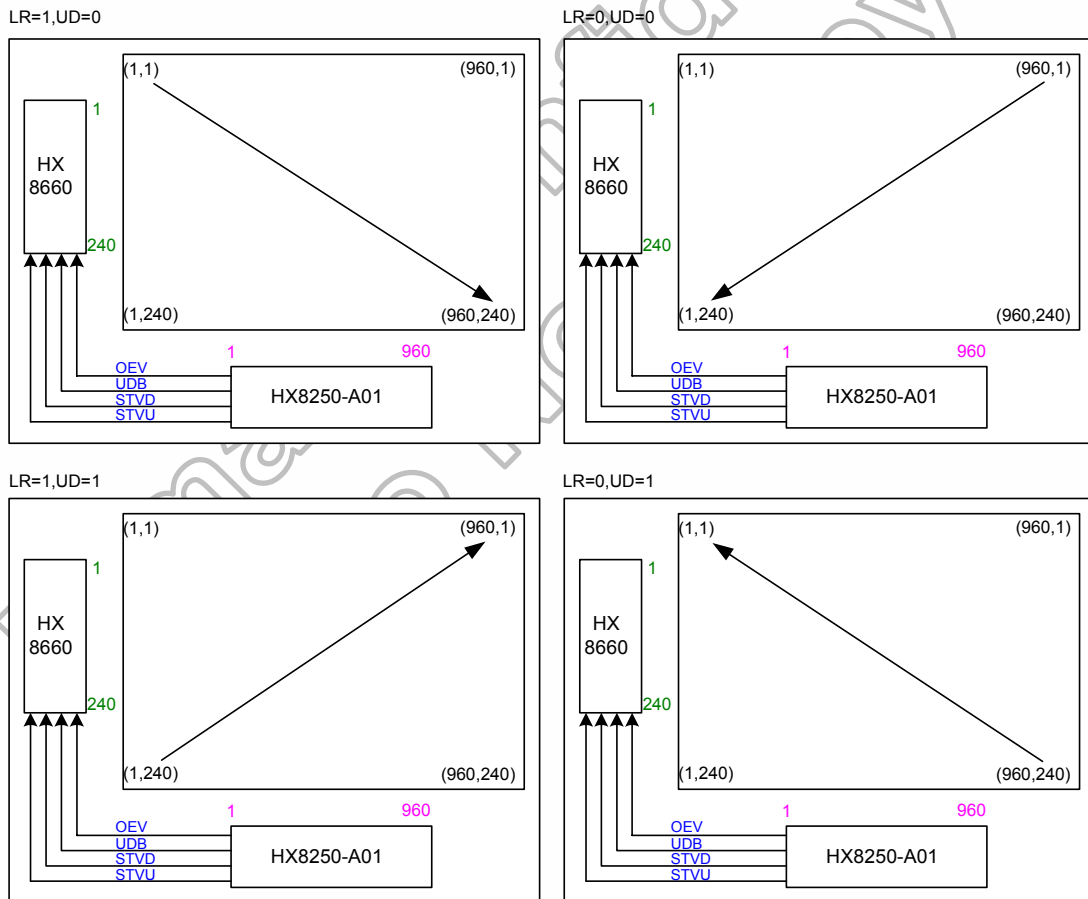 LR=1,UD=0
(1,1) (960,1)
1
HX
8660
240
(1,240) (960,240)
1 960
OEV
UDB
STVD
STVU
HX8250-A01
LR=0,UD=0
(1,1) (960,1)
1
HX
8660
240
(1,240) (960,240)
1 960
OEV
UDB
STVD
STVU
HX8250-A01
LR=1,UD=1
(1,1) (960,1)
1
HX
8660
240
(1,240) (960,240)
1 960
OEV
UDB
STVD
STVU
HX8250-A01
LR=0,UD=1
(1,1) (960,1)
1
HX
8660
240
(1,240) (960,240)
1 960
OEV
UDB
STVD
STVU
HX8250-A01